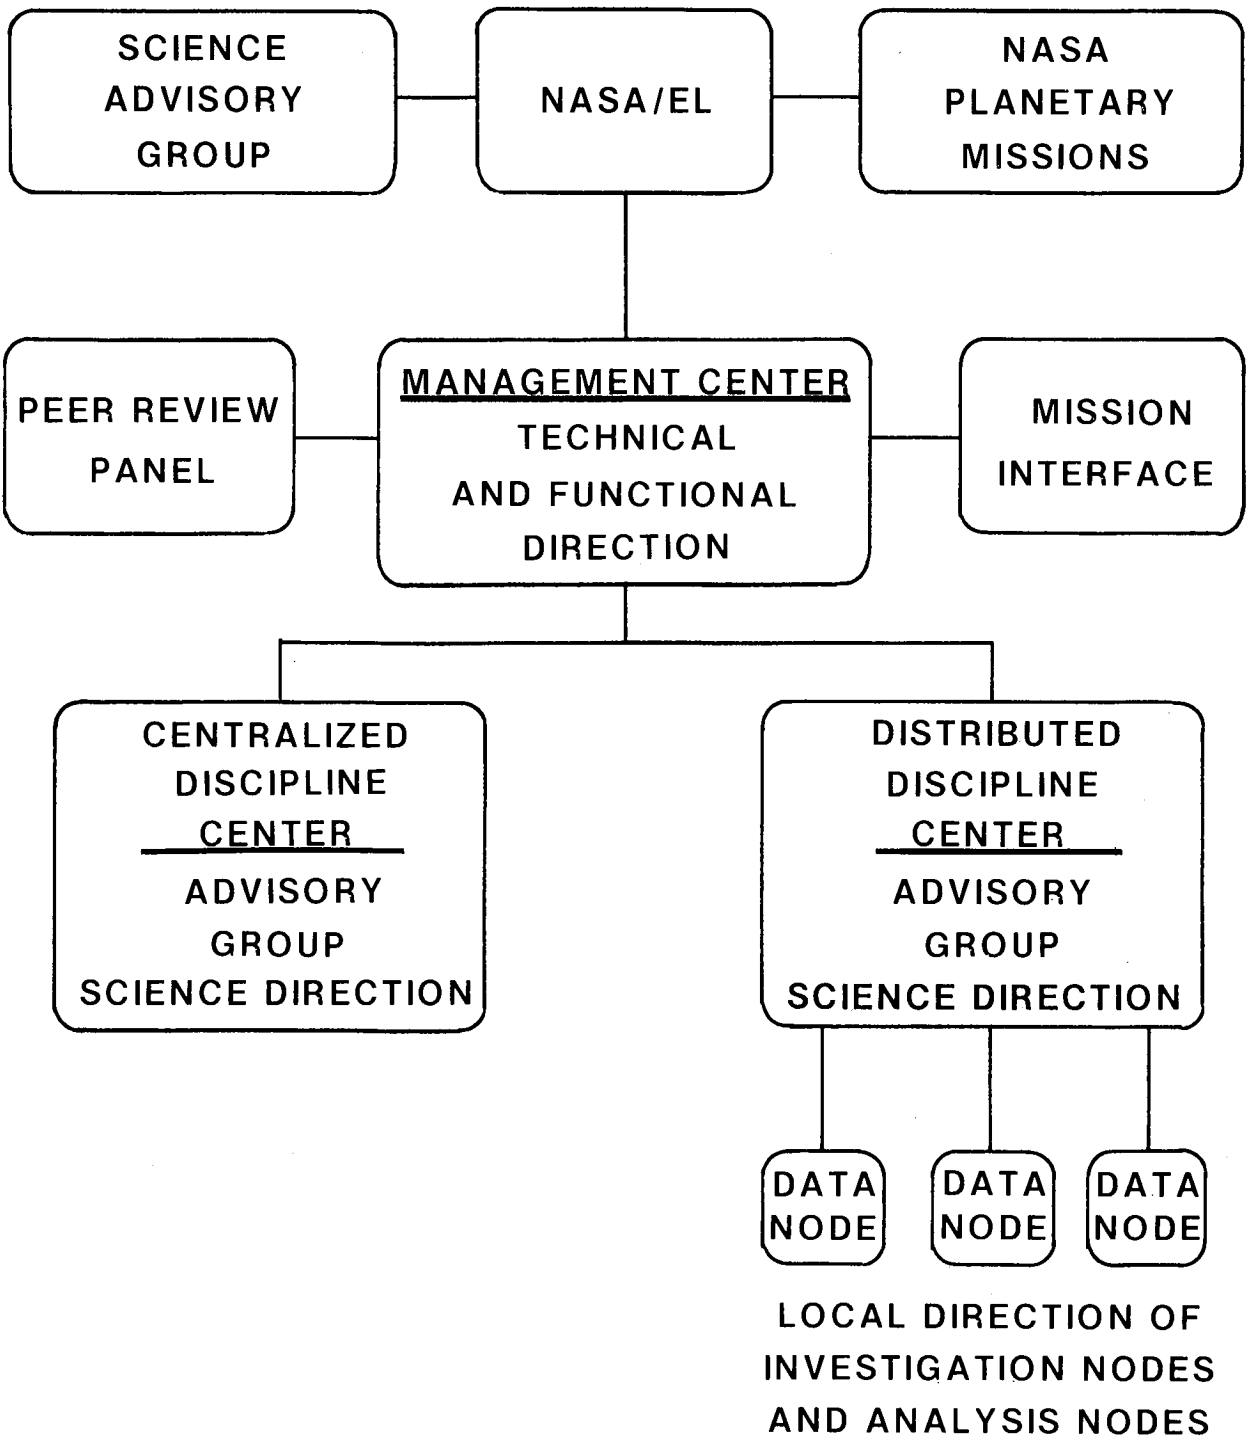 SCIENCE
ADVISORY
GROUP
NASA/EL
NASA
PLANETARY
MISSIONS
PEER REVIEW
PANEL
MANAGEMENT CENTER
TECHNICAL
AND FUNCTIONAL
DIRECTION
MISSION
INTERFACE
CENTRALIZED
DISCIPLINE
CENTER
ADVISORY
GROUP
SCIENCE DIRECTION
DISTRIBUTED
DISCIPLINE
CENTER
ADVISORY
GROUP
SCIENCE DIRECTION
DATA
NODE
DATA
NODE
DATA
NODE
LOCAL DIRECTION OF
INVESTIGATION NODES
AND ANALYSIS NODES